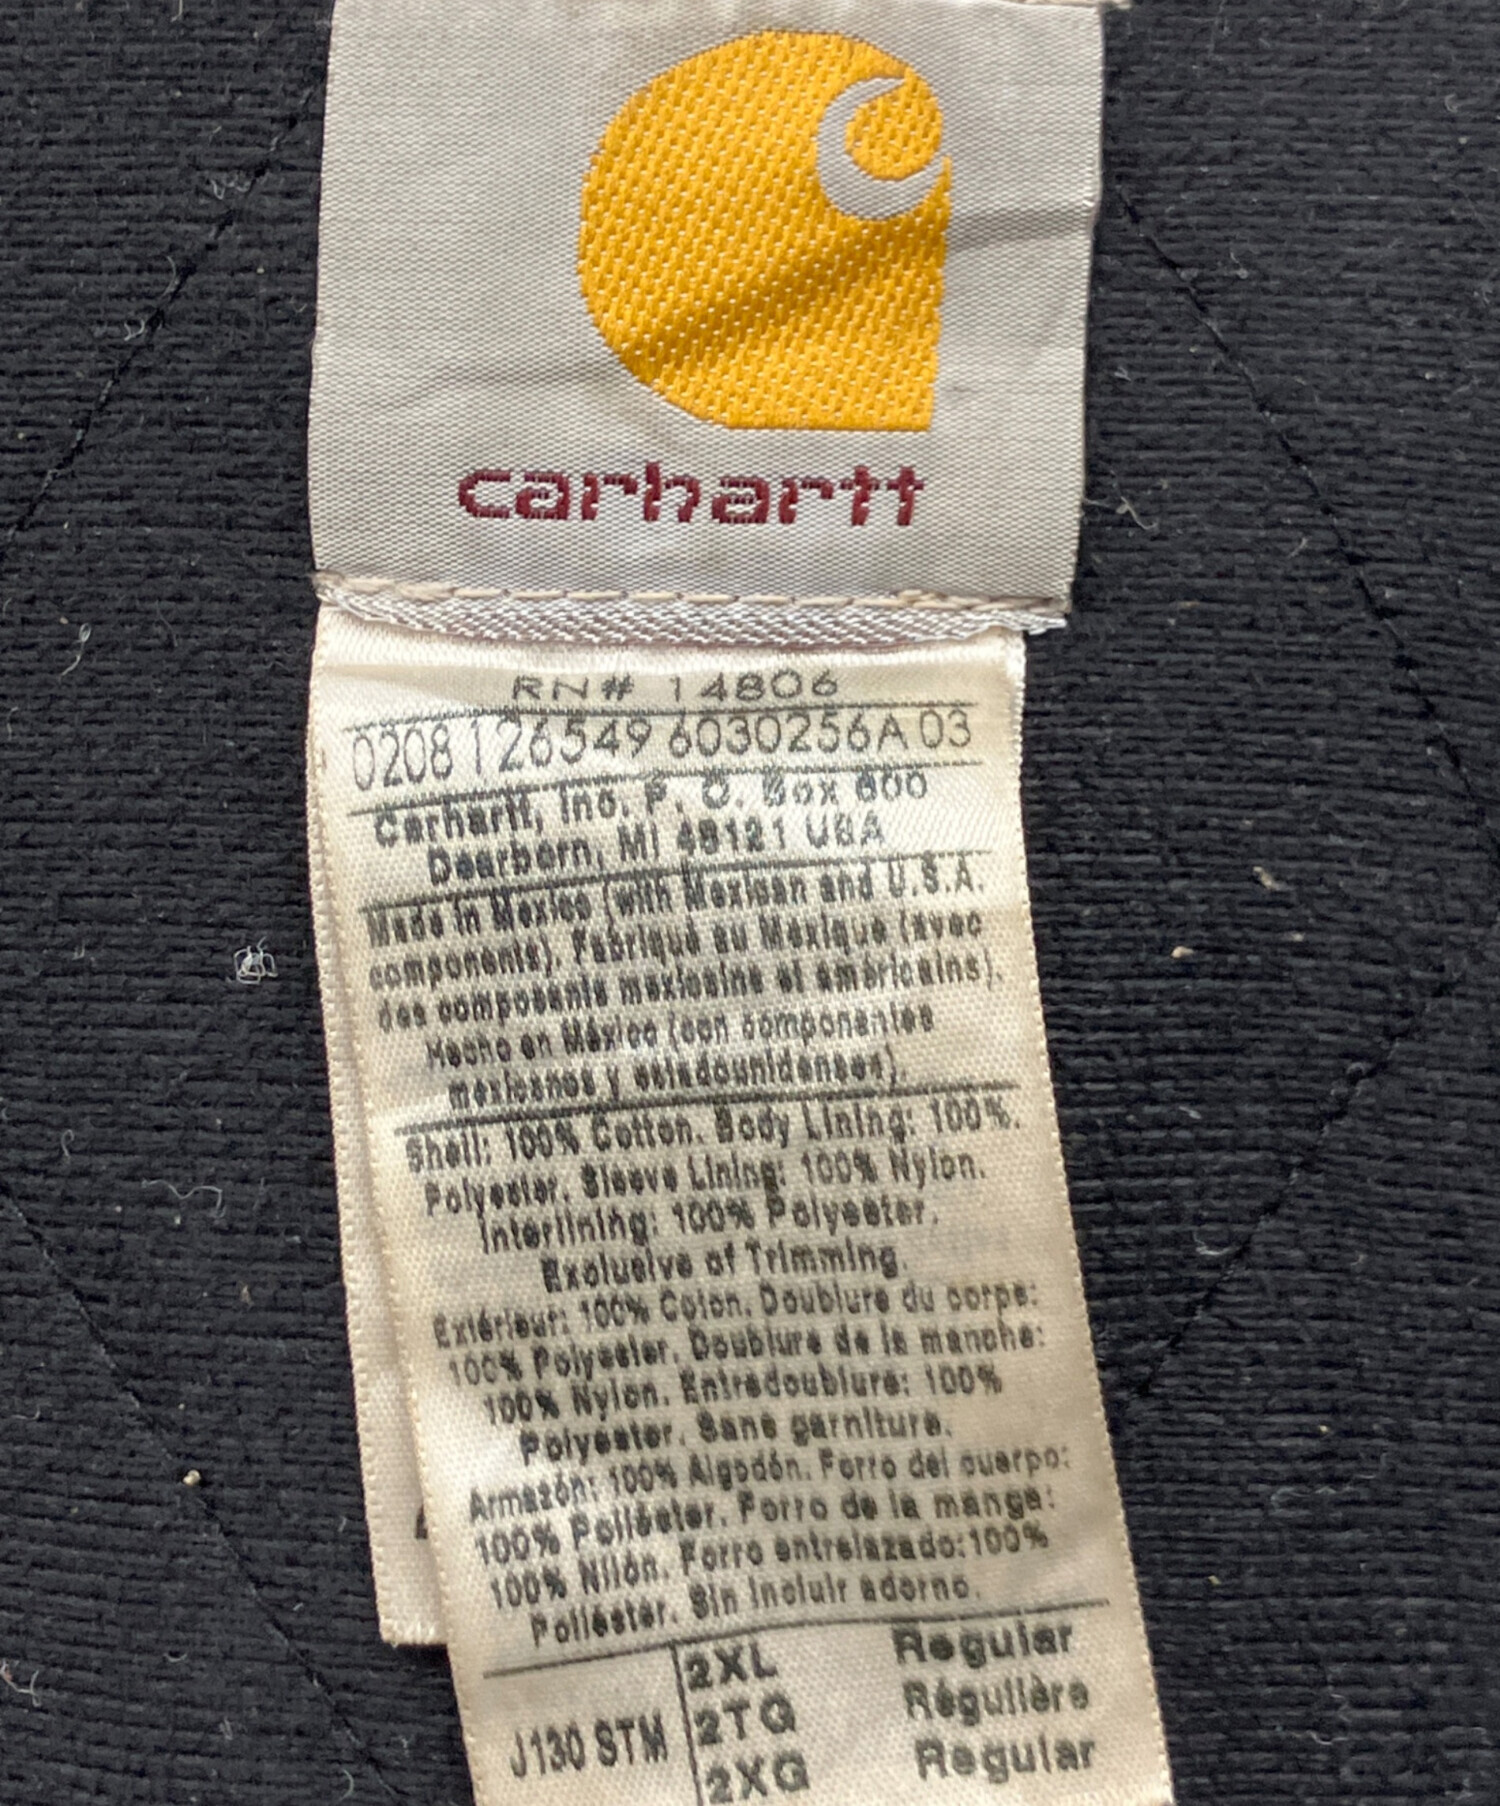 carhartt
RN# 14806
0208126549 6030256A 03
Carhartt, Inc. P. O. Box 600
Dearborn, MI 48121 USA
Made in Mexico (with Mexican and U.S.A.
components). Fabriqué au Mexique (avec
des composants mexicains et américains).
Hecho en México (con componentes
mexicanos y estadounidenses)
Shell: 100% Cotton. Body Lining: 100%.
Polyester. Sleeve Lining: 100% Nylon.
Interlining: 100% Polyester.
Exclusive of Trimming.
Extérieur: 100% Coton. Doublure du corps:
100% Polyester. Doublure de la manche:
100% Nylon. Entredoublure: 100%
Polyester. Sans garniture.
Armazón: 100% Algodón. Forro del cuerpo:
100% Poliéster. Forro de la manga:
100% Nilón. Forro entrelazado:100%
Poliéster. Sin incluir adorno.
J130 STM
2XL Regular
2TG Régulière
2XG Regular